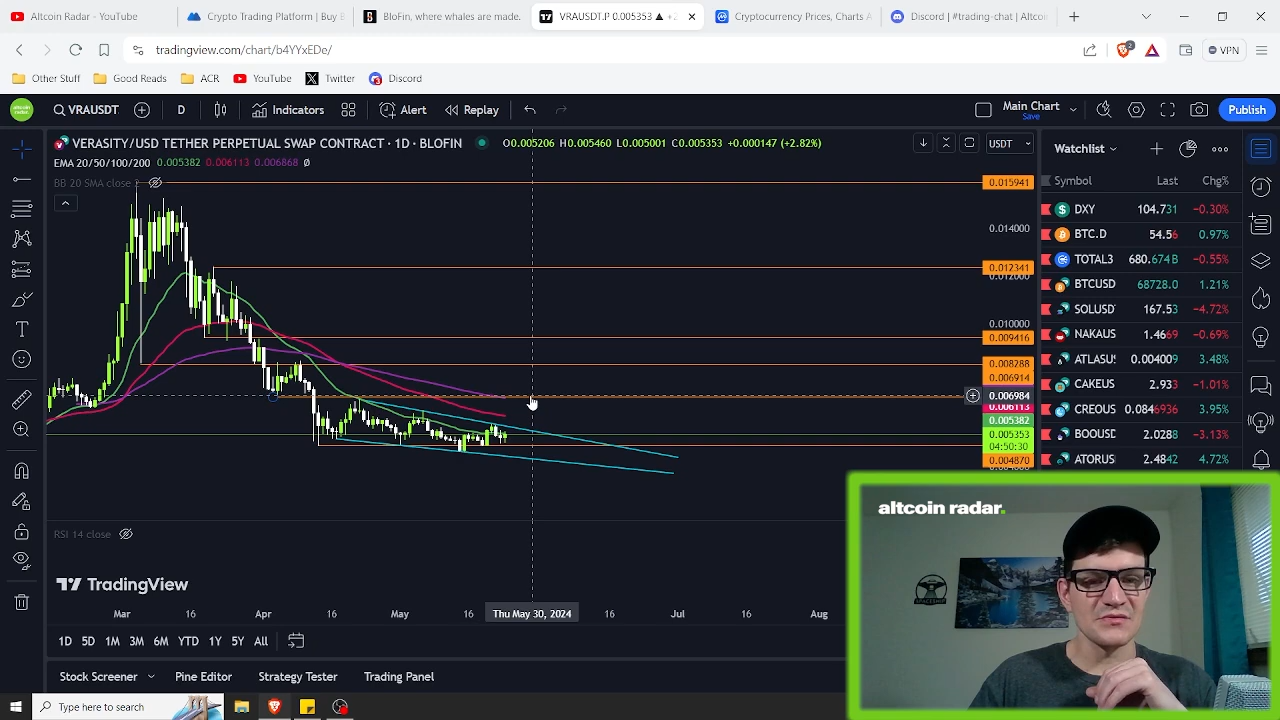 Altcoin Radar - YouTube
Crypto Trading Platform | Buy
BloFin, where whales are made.
VRAUSDT.P 0.005353 ▲ +2
Cryptocurrency Prices, Charts
Discord | #trading-chat | Altcoi
tradingview.com/chart/b4YYxEDe/
2
VPN
Other Stuff
Good Reads
ACR
YouTube
Twitter
Discord
altcoin radar
VRAUSDT
D
Indicators
Alert
Replay
Main Chart
Save
Publish
VERASITY/USD TETHER PERPETUAL SWAP CONTRACT · 1D · BLOFIN
O0.005206 H0.005460 L0.005001 C0.005353 +0.000147 (+2.82%)
USDT
EMA 20/50/100/200 0.005382 0.006113 0.006868 Ø
BB 20 SMA close 2
0.015941
0.014000
0.012341
0.012000
0.010000
0.009416
0.008288
0.006914
0.006984
0.006113
0.005382
0.005353
04:50:30
0.004870
Watchlist
Symbol Last Chg%
DXY 104.731 −0.30%
BTC.D 54.56 0.97%
TOTAL3 680.674B −0.55%
BTCUSD 68728.0 1.21%
SOLUSD 167.53 −4.72%
NAKAUS 1.4669 −0.69%
ATLASU 0.004009 3.48%
CAKEUS 2.933 −1.01%
CREOUS 0.0846936 3.95%
BOOUSD 2.0288 −3.13%
ATORUS 2.4842 4.72%
RSI 14 close
TradingView
Mar 16 Apr 16 May 16 Thu May 30, 2024 16 Jul 16 Aug
1D 5D 1M 3M 6M YTD 1Y 5Y All
Stock Screener
Pine Editor
Strategy Tester
Trading Panel
altcoin radar.
SPACESHIP
Type here to search